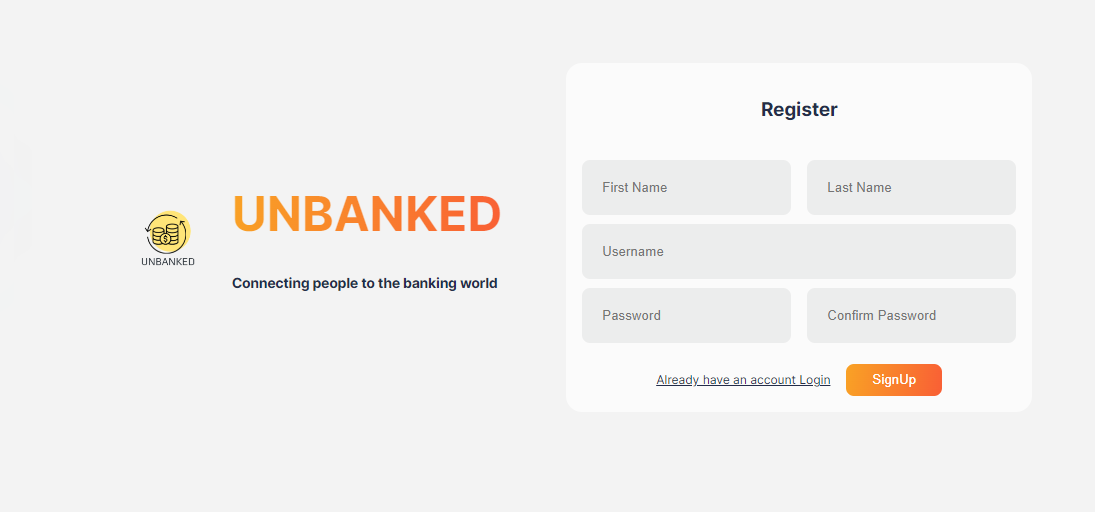 UNBANKED
UNBANKED
Connecting people to the banking world
Register
First Name
Last Name
Username
Password
Confirm Password
Already have an account Login
SignUp